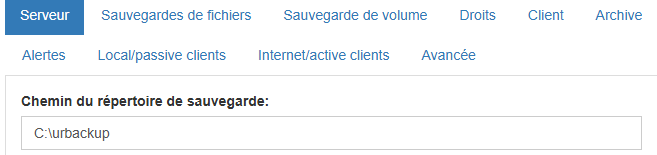 Serveur Sauvegardes de fichiers Sauvegarde de volume Droits Client Archive
Alertes Local/passive clients Internet/active clients Avancée
Chemin du répertoire de sauvegarde:
C:\urbackup